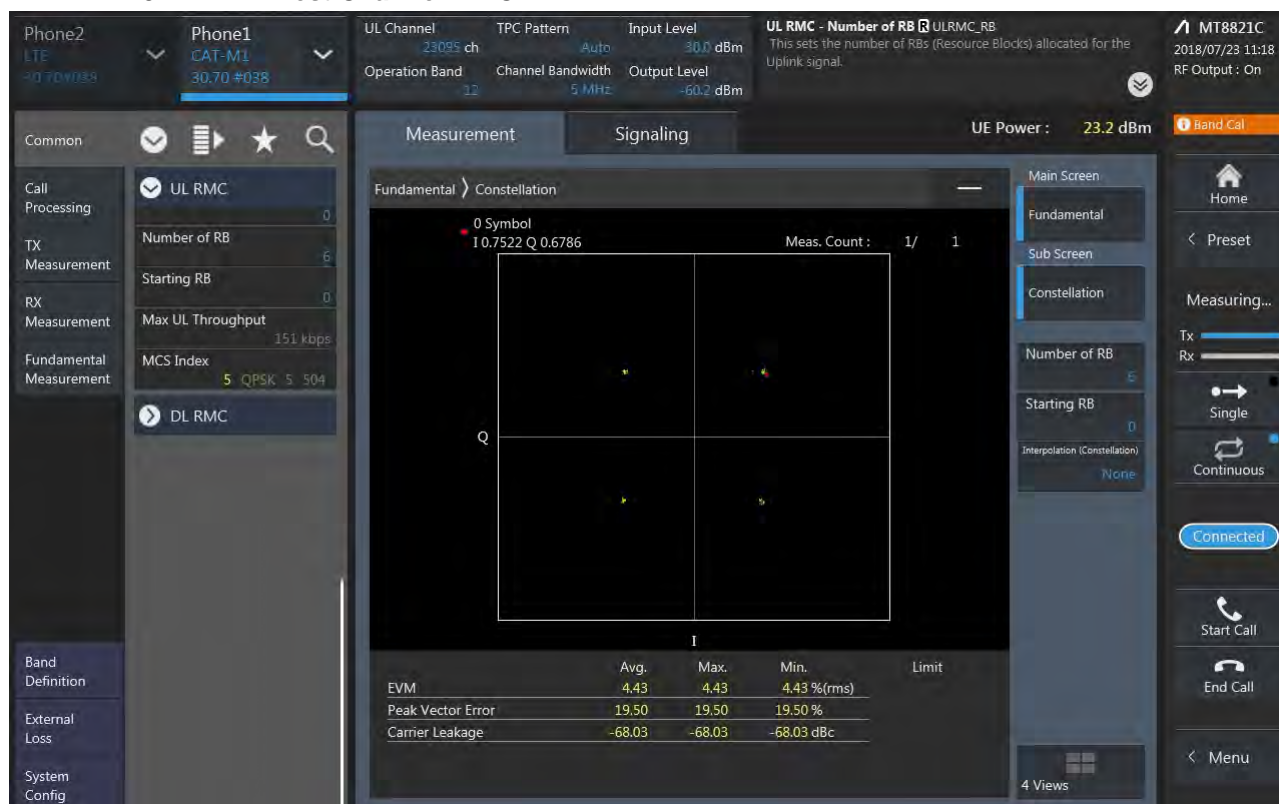 Phone2
LTE
Phone1
CAT-M1
30.70 #038
UL Channel
23095 ch
TPC Pattern
Auto
Input Level
30.0 dBm
Operation Band
12
Channel Bandwidth
5 MHz
Output Level
-60.2 dBm
UL RMC - Number of RB R ULRMC_RB
This sets the number of RBs (Resource Blocks) allocated for the
Uplink signal.
MT8821C
2018/07/23 11:18
RF Output : On
Common
Measurement
Signaling
UE Power : 23.2 dBm
Band Cal
Call
Processing
TX
Measurement
RX
Measurement
Fundamental
Measurement
UL RMC
0
Number of RB
6
Starting RB
0
Max UL Throughput
151 kbps
MCS Index
5 QPSK 5 504
DL RMC
Fundamental Constellation
0 Symbol
I 0.7522 Q 0.6786
Meas. Count : 1/ 1
Q
I
Avg. Max. Min. Limit
EVM 4.43 4.43 4.43 %(rms)
Peak Vector Error 19.50 19.50 19.50 %
Carrier Leakage -68.03 -68.03 -68.03 dBc
Main Screen
Fundamental
Sub Screen
Constellation
Number of RB
6
Starting RB
0
Interpolation (Constellation)
None
4 Views
Home
< Preset
Measuring...
Tx
Rx
Single
Continuous
Connected
Start Call
End Call
< Menu
Band
Definition
External
Loss
System
Config